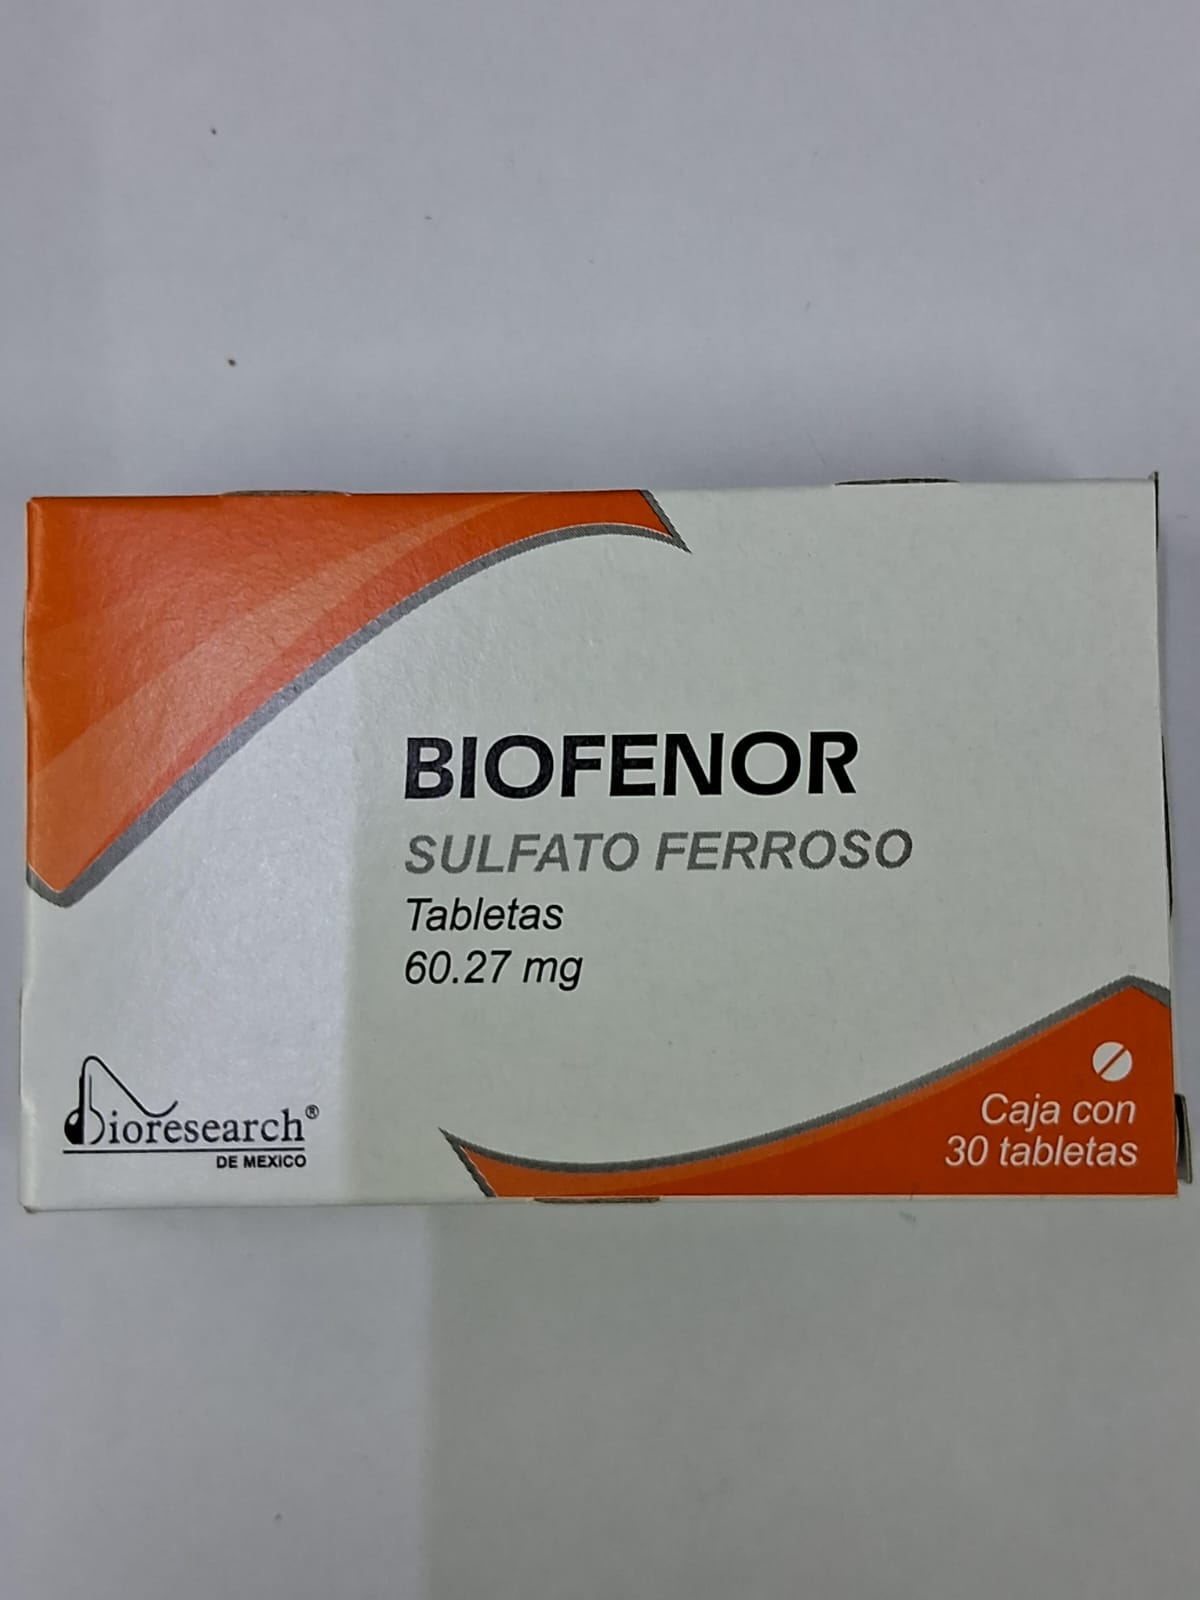 BIOFENOR
SULFATO FERROSO
Tabletas
60.27 mg
Bioresearch®
DE MEXICO
Caja con
30 tabletas